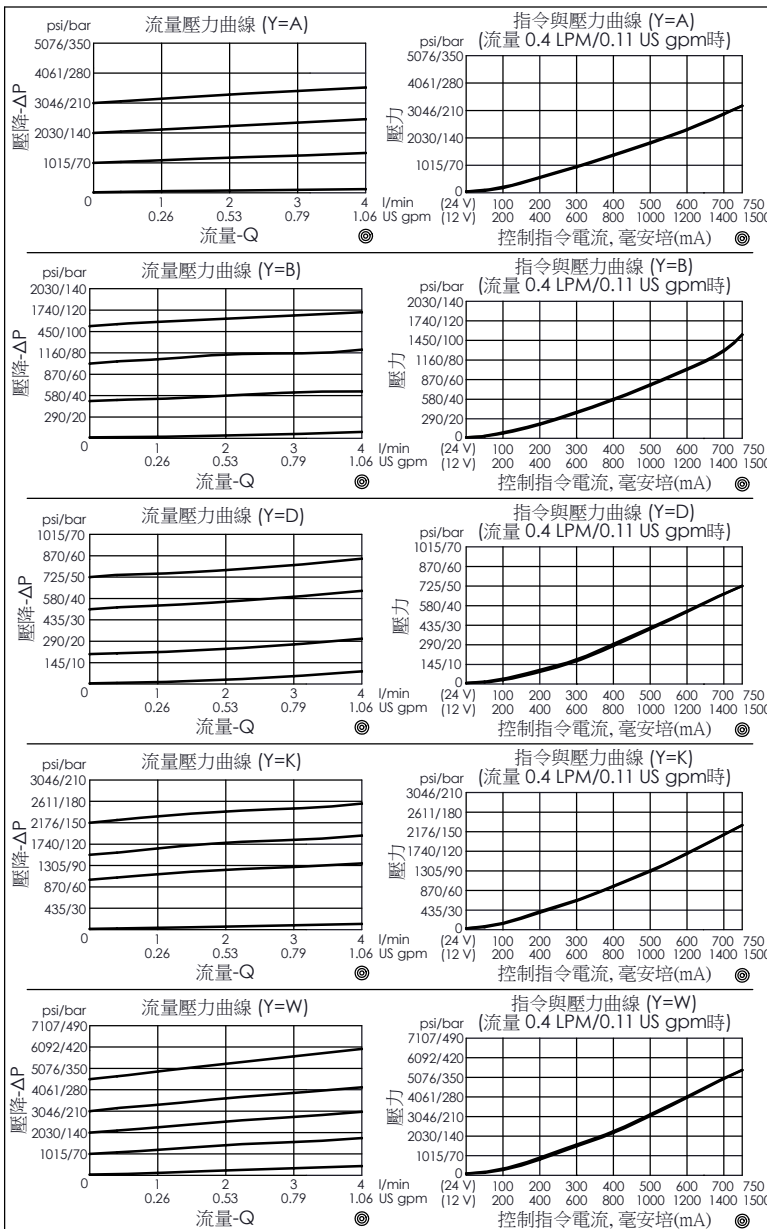 流量壓力曲線 (Y=A)
psi/bar
5076/350
4061/280
3046/210
2030/140
1015/70
壓降-ΔP
0 1 2 3 4 l/min
0.26 0.53 0.79 1.06 US gpm
流量-Q
指令與壓力曲線 (Y=A)
(流量 0.4 LPM/0.11 US gpm時)
psi/bar
5076/350
4061/280
3046/210
2030/140
1015/70
0
壓力
(24 V) 100 200 300 400 500 600 700 750
(12 V) 200 400 600 800 1000 1200 1400 1500
控制指令電流, 毫安培(mA)
流量壓力曲線 (Y=B)
psi/bar
2030/140
1740/120
450/100
1160/80
870/60
580/40
290/20
壓降-ΔP
0 1 2 3 4 l/min
0.26 0.53 0.79 1.06 US gpm
流量-Q
指令與壓力曲線 (Y=B)
(流量 0.4 LPM/0.11 US gpm時)
psi/bar
2030/140
1740/120
1450/100
1160/80
870/60
580/40
290/20
0
壓力
(24 V) 100 200 300 400 500 600 700 750
(12 V) 200 400 600 800 1000 1200 1400 1500
控制指令電流, 毫安培(mA)
流量壓力曲線 (Y=D)
psi/bar
1015/70
870/60
725/50
580/40
435/30
290/20
145/10
壓降-ΔP
0 1 2 3 4 l/min
0.26 0.53 0.79 1.06 US gpm
流量-Q
指令與壓力曲線 (Y=D)
(流量 0.4 LPM/0.11 US gpm時)
psi/bar
1015/70
870/60
725/50
580/40
435/30
290/20
145/10
0
壓力
(24 V) 100 200 300 400 500 600 700 750
(12 V) 200 400 600 800 1000 1200 1400 1500
控制指令電流, 毫安培(mA)
流量壓力曲線 (Y=K)
psi/bar
3046/210
2611/180
2176/150
1740/120
1305/90
870/60
435/30
壓降-ΔP
0 1 2 3 4 l/min
0.26 0.53 0.79 1.06 US gpm
流量-Q
指令與壓力曲線 (Y=K)
(流量 0.4 LPM/0.11 US gpm時)
psi/bar
3046/210
2611/180
2176/150
1740/120
1305/90
870/60
435/30
0
壓力
(24 V) 100 200 300 400 500 600 700 750
(12 V) 200 400 600 800 1000 1200 1400 1500
控制指令電流, 毫安培(mA)
流量壓力曲線 (Y=W)
psi/bar
7107/490
6092/420
5076/350
4061/280
3046/210
2030/140
1015/70
壓降-ΔP
0 1 2 3 4 l/min
0.26 0.53 0.79 1.06 US gpm
流量-Q
指令與壓力曲線 (Y=W)
(流量 0.4 LPM/0.11 US gpm時)
psi/bar
7107/490
6092/420
5076/350
4061/280
3046/210
2030/140
1015/70
0
壓力
(24 V) 100 200 300 400 500 600 700 750
(12 V) 200 400 600 800 1000 1200 1400 1500
控制指令電流, 毫安培(mA)